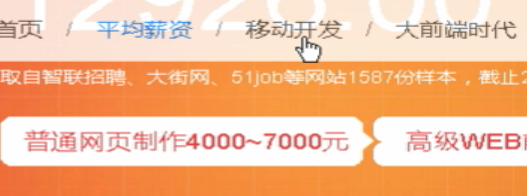 12926.00
首页 / 平均薪资 / 移动开发 / 大前端时代
取自智联招聘、大街网、51job等网站1587份样本，截止2
普通网页制作4000~7000元 高级WEB